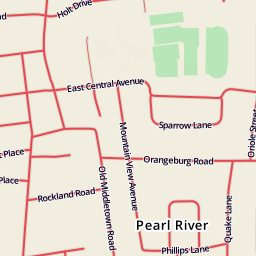 Holt Drive
East Central Avenue
Sparrow Lane
Oriole Street
Place
Orangeburg Road
Mountain View Avenue
Place
Rockland Road
Old Middletown Road
Quake Lane
Pearl River
Phillips Lane